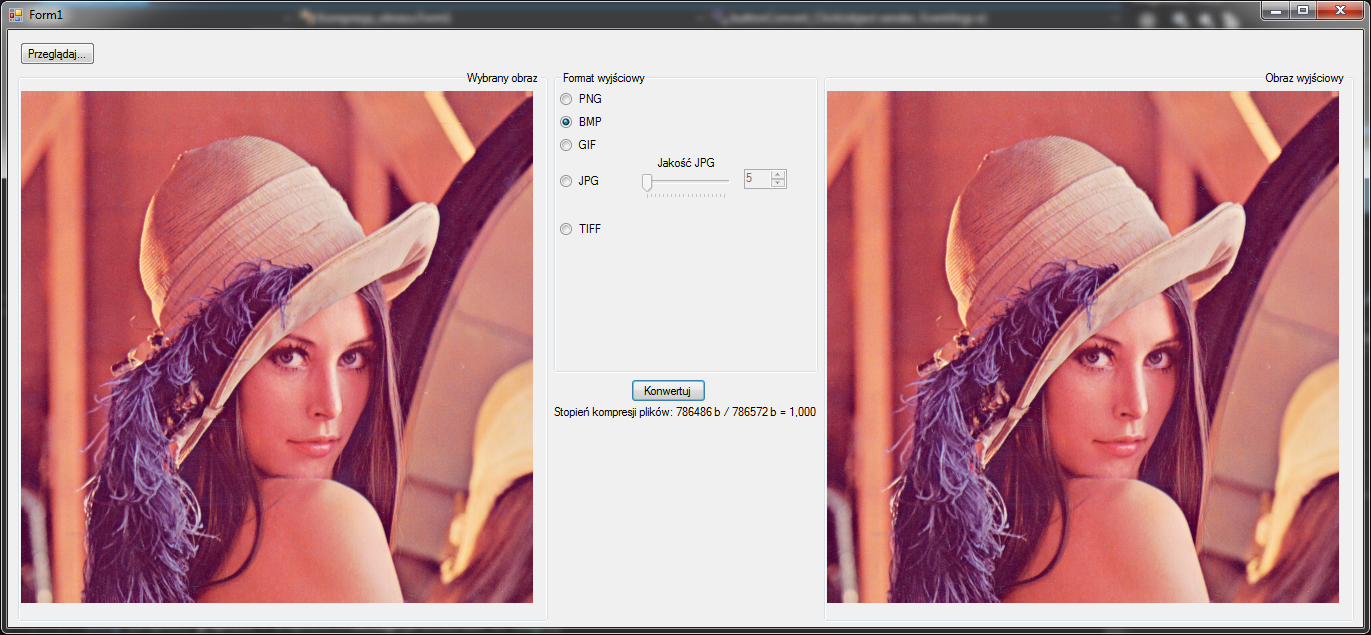 Form1
Przeglądaj...
Wybrany obraz
Format wyjściowy
Obraz wyjściowy
PNG
BMP
GIF
Jakość JPG
JPG
5
TIFF
Konwertuj
Stopień kompresji plików: 786486 b / 786572 b = 1,000